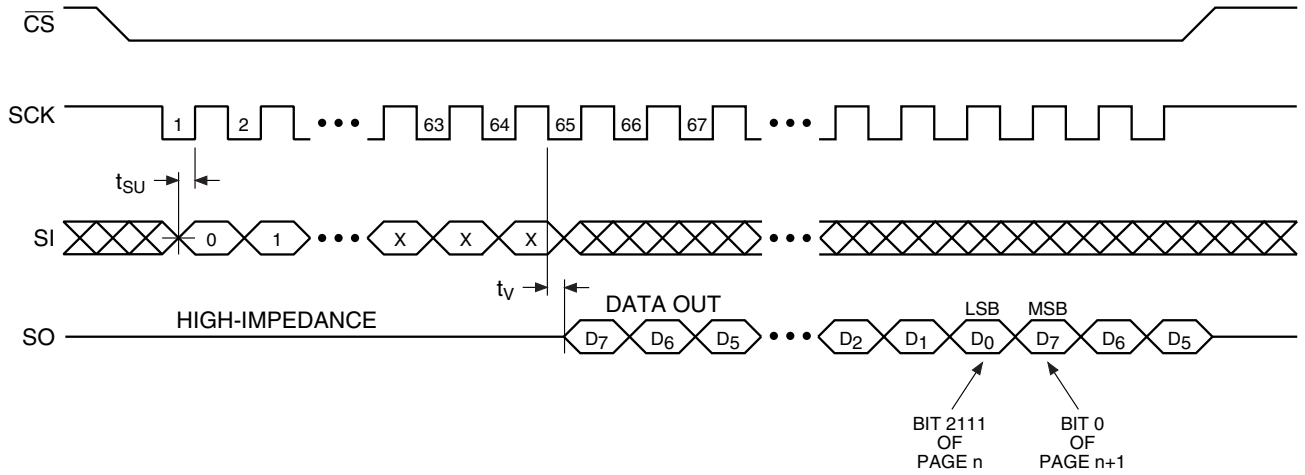 CS
SCK 1 2 ••• 63 64 65 66 67 •••
tSU
SI 0 1 ••• X X X •••
tV
HIGH-IMPEDANCE DATA OUT LSB MSB
SO D7 D6 D5 ••• D2 D1 D0 D7 D6 D5
BIT 2111
OF
PAGE n
BIT 0
OF
PAGE n+1